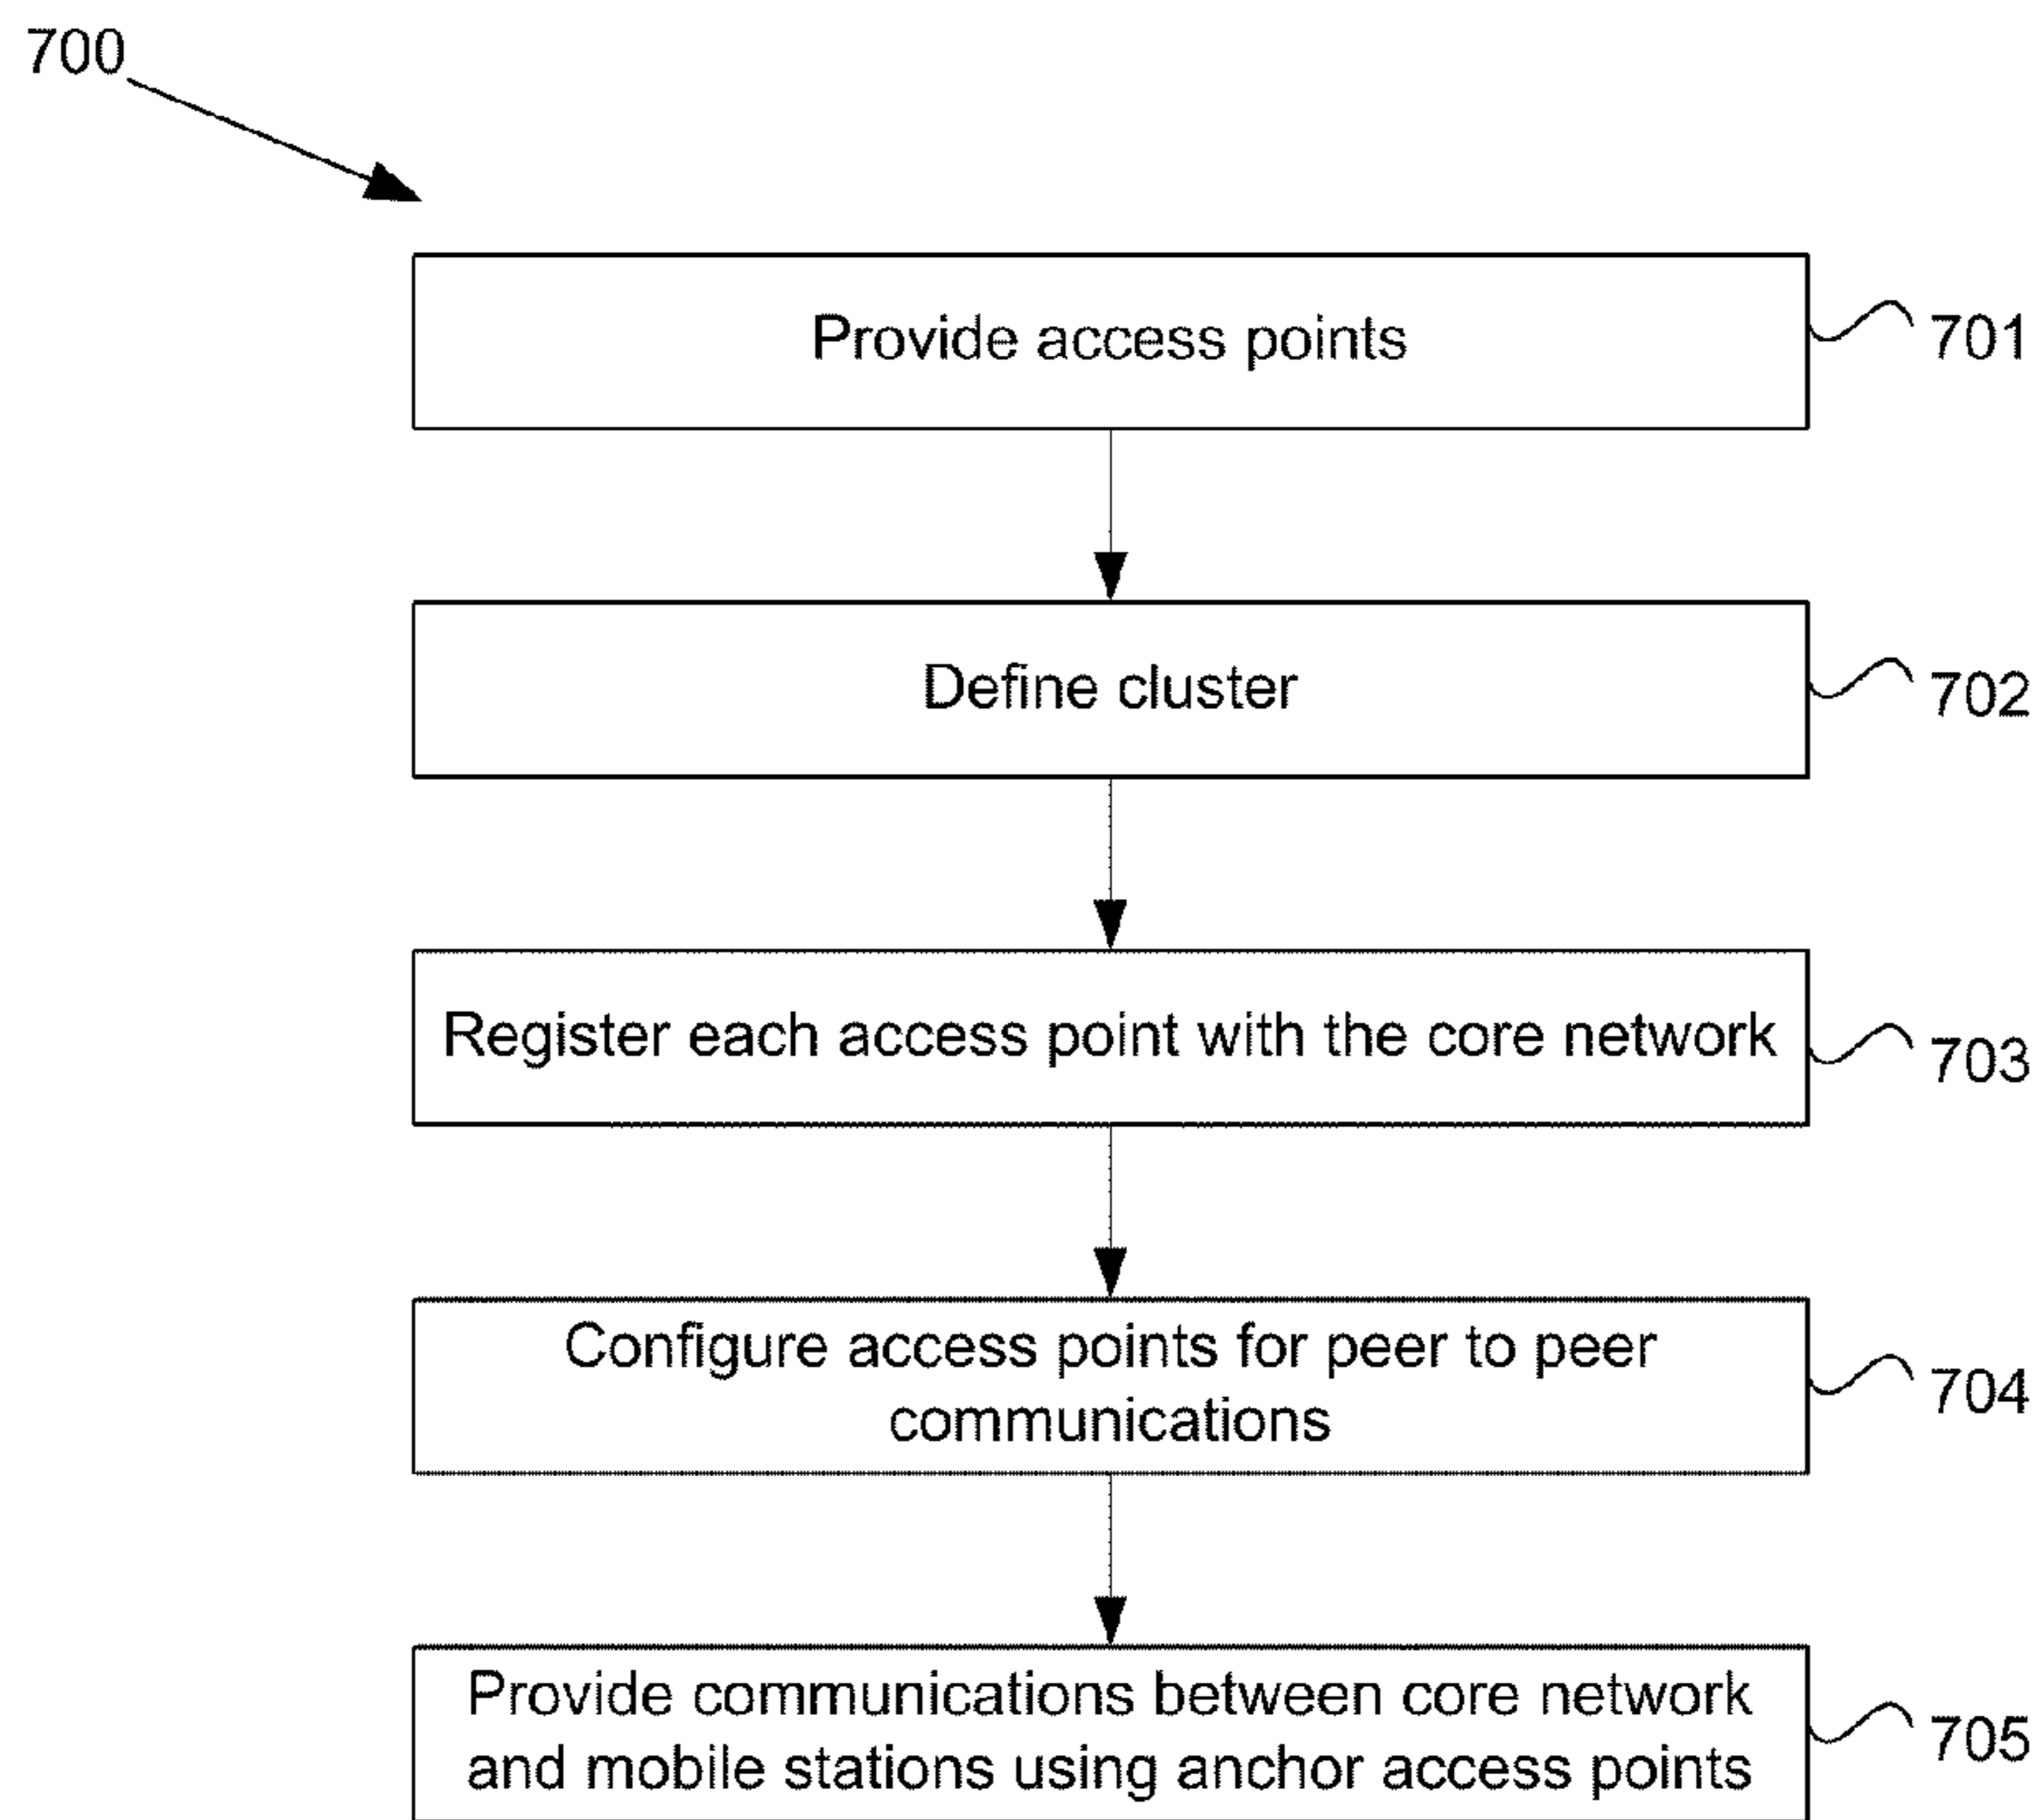 700
Provide access points
701
Define cluster
702
Register each access point with the core network
703
Configure access points for peer to peer
communications
704
Provide communications between core network
and mobile stations using anchor access points
705